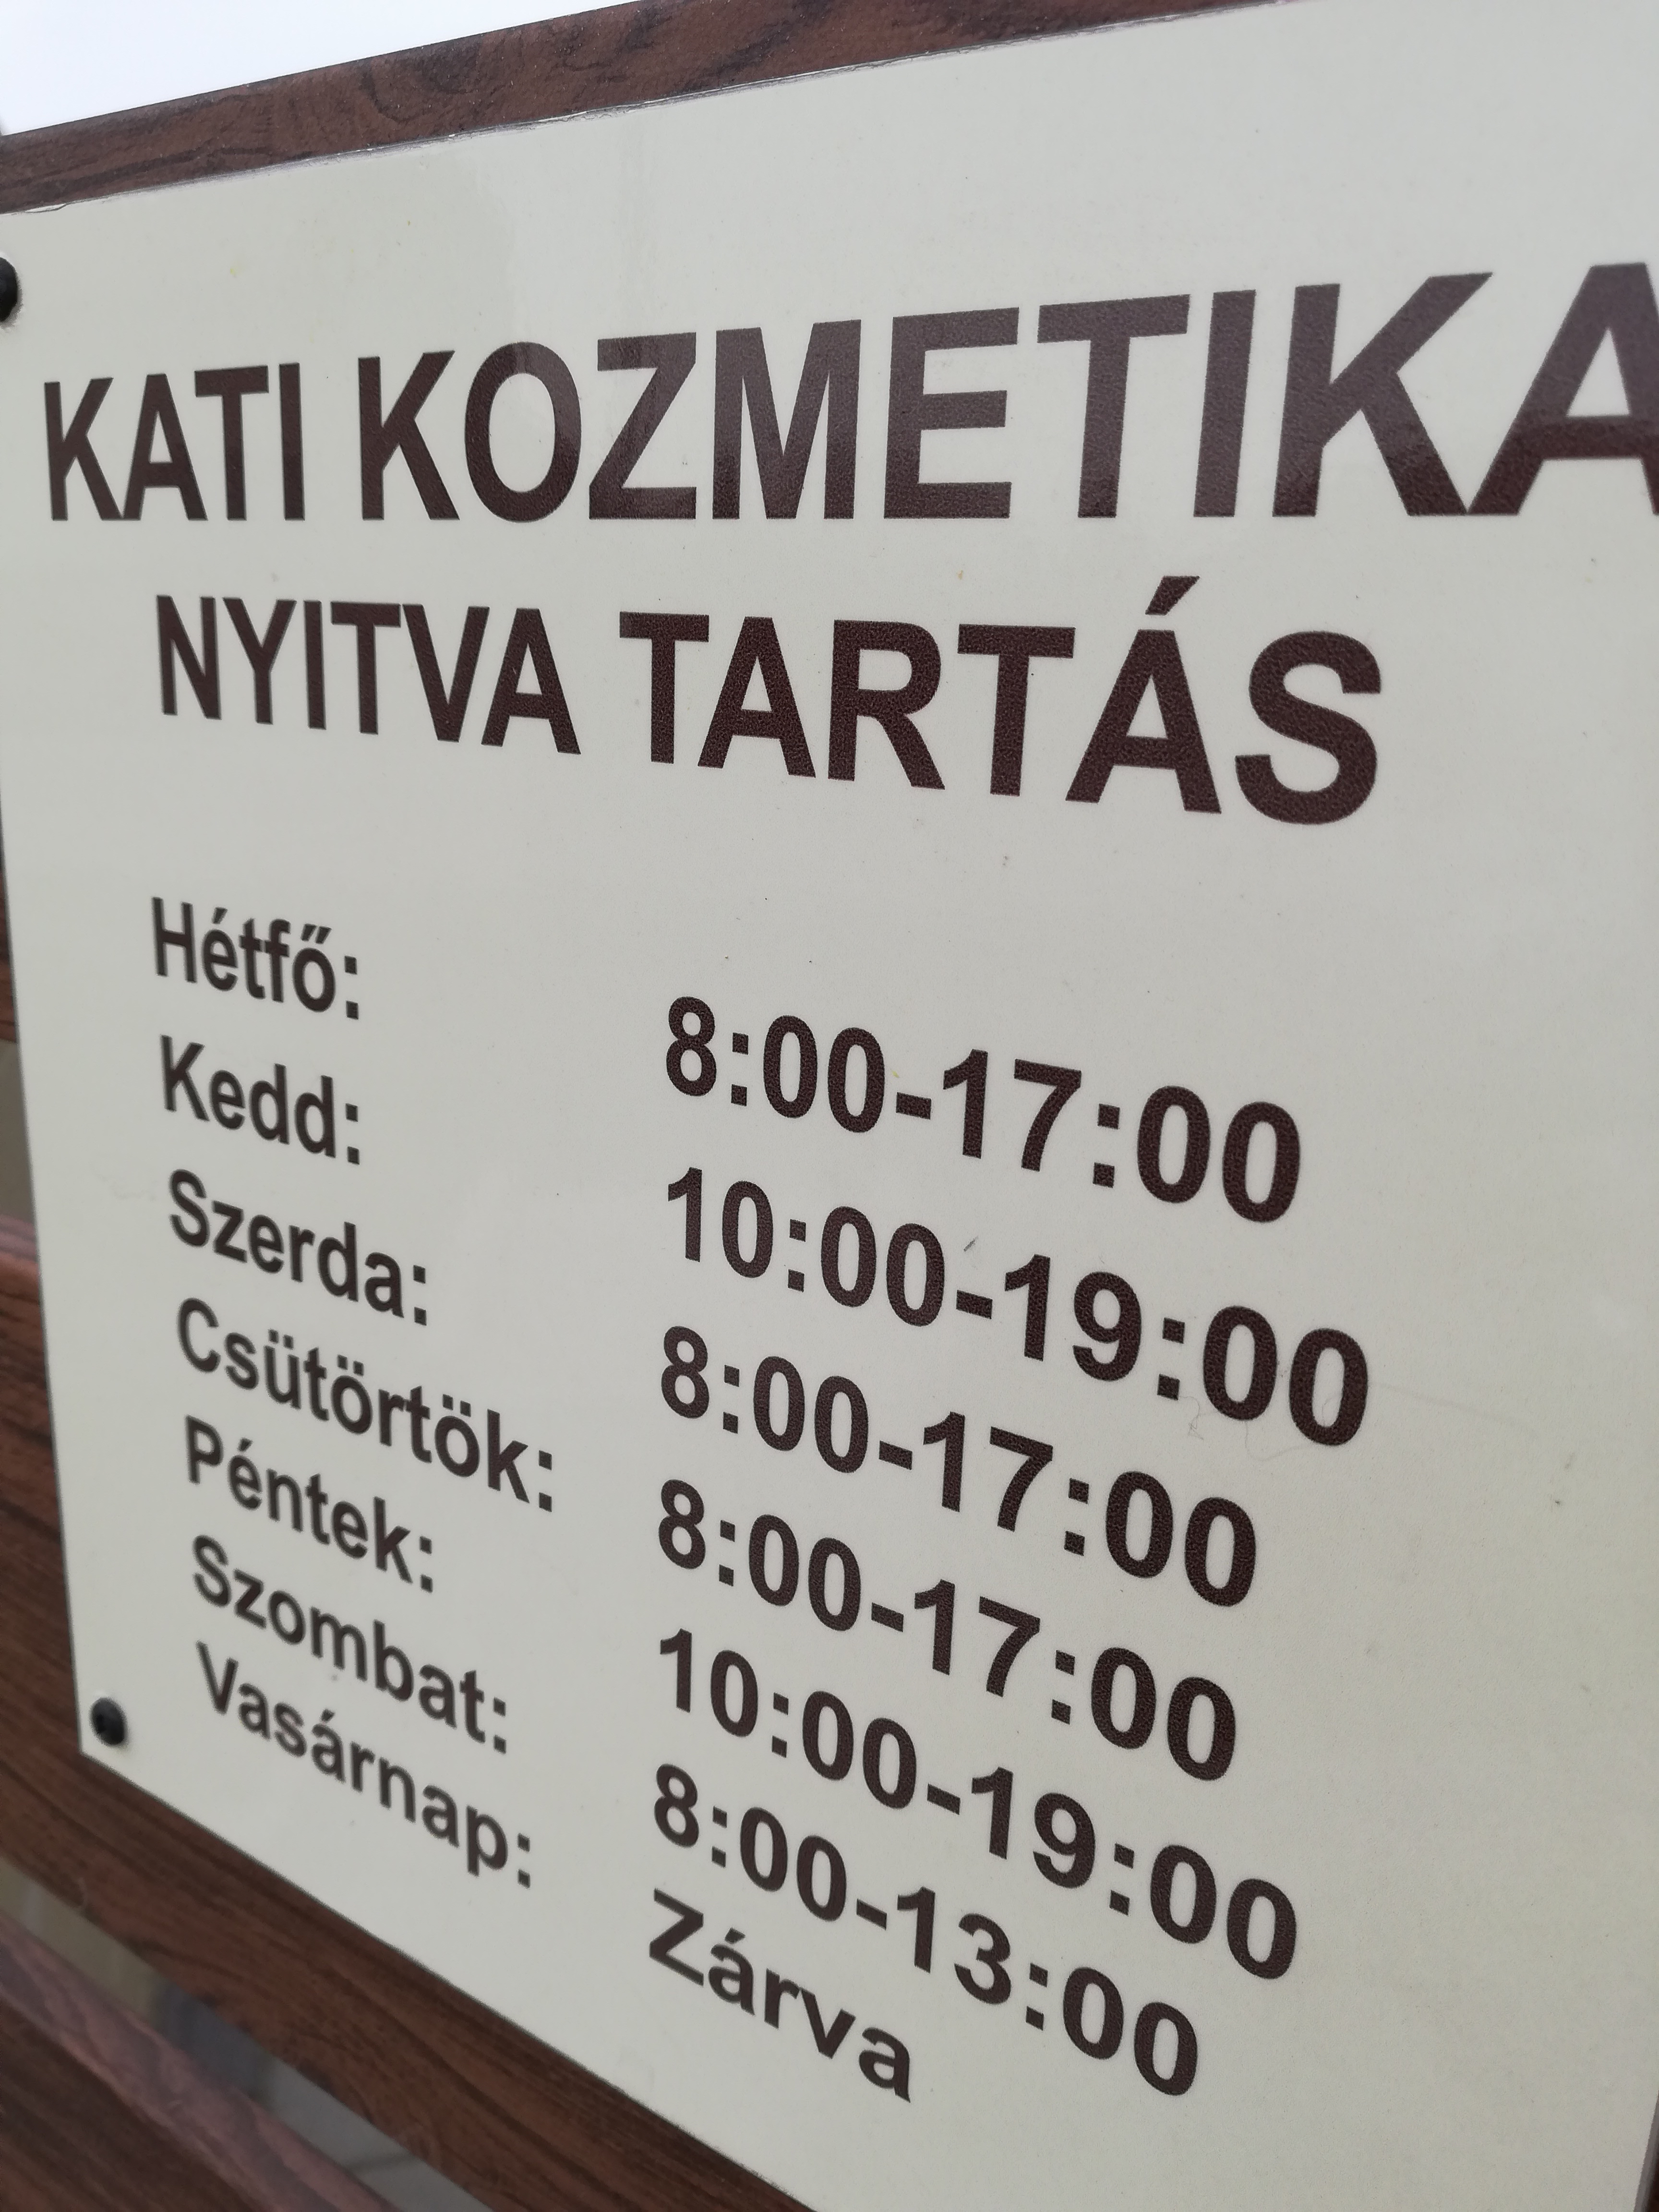 KATI KOZMETIKA
NYITVA TARTÁS
Hétfő: 8:00-17:00
Kedd: 10:00-19:00
Szerda: 8:00-17:00
Csütörtök: 8:00-17:00
Péntek: 10:00-19:00
Szombat: 8:00-13:00
Vasárnap: Zárva